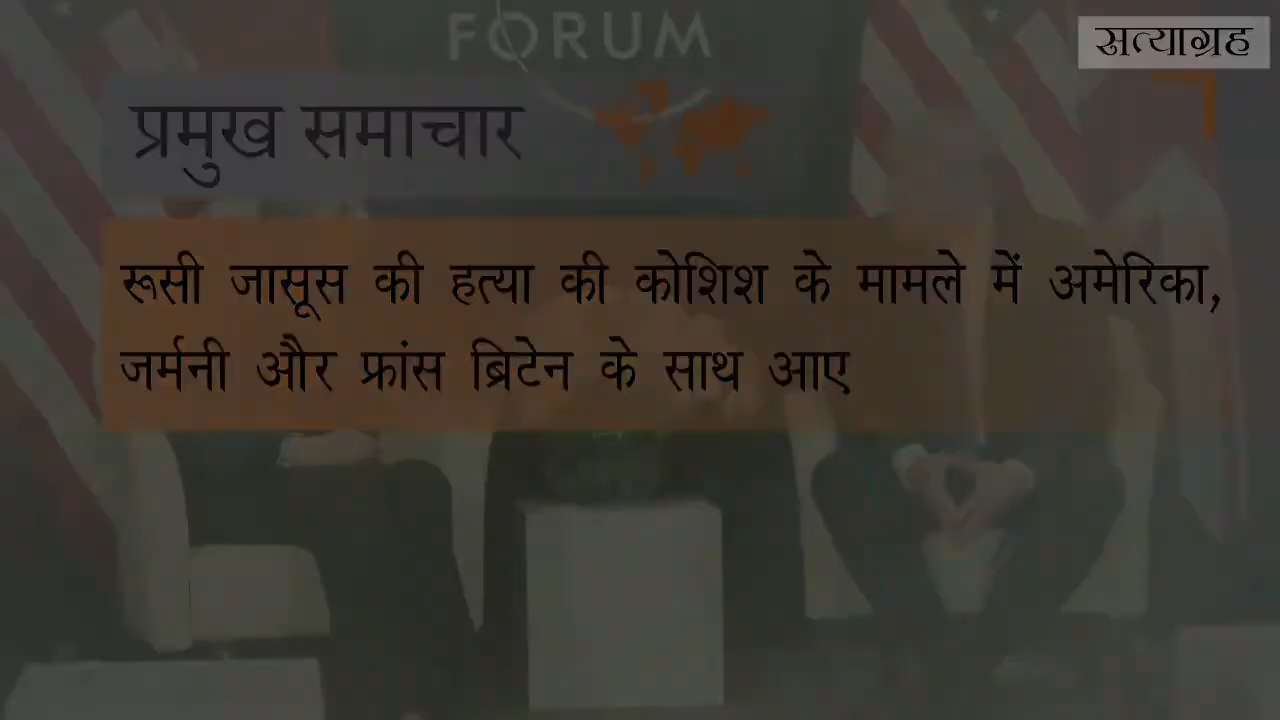 FORUM
सत्याग्रह
प्रमुख समाचार
रूसी जासूस की हत्या की कोशिश के मामले में अमेरिका,
जर्मनी और फ्रांस ब्रिटेन के साथ आए